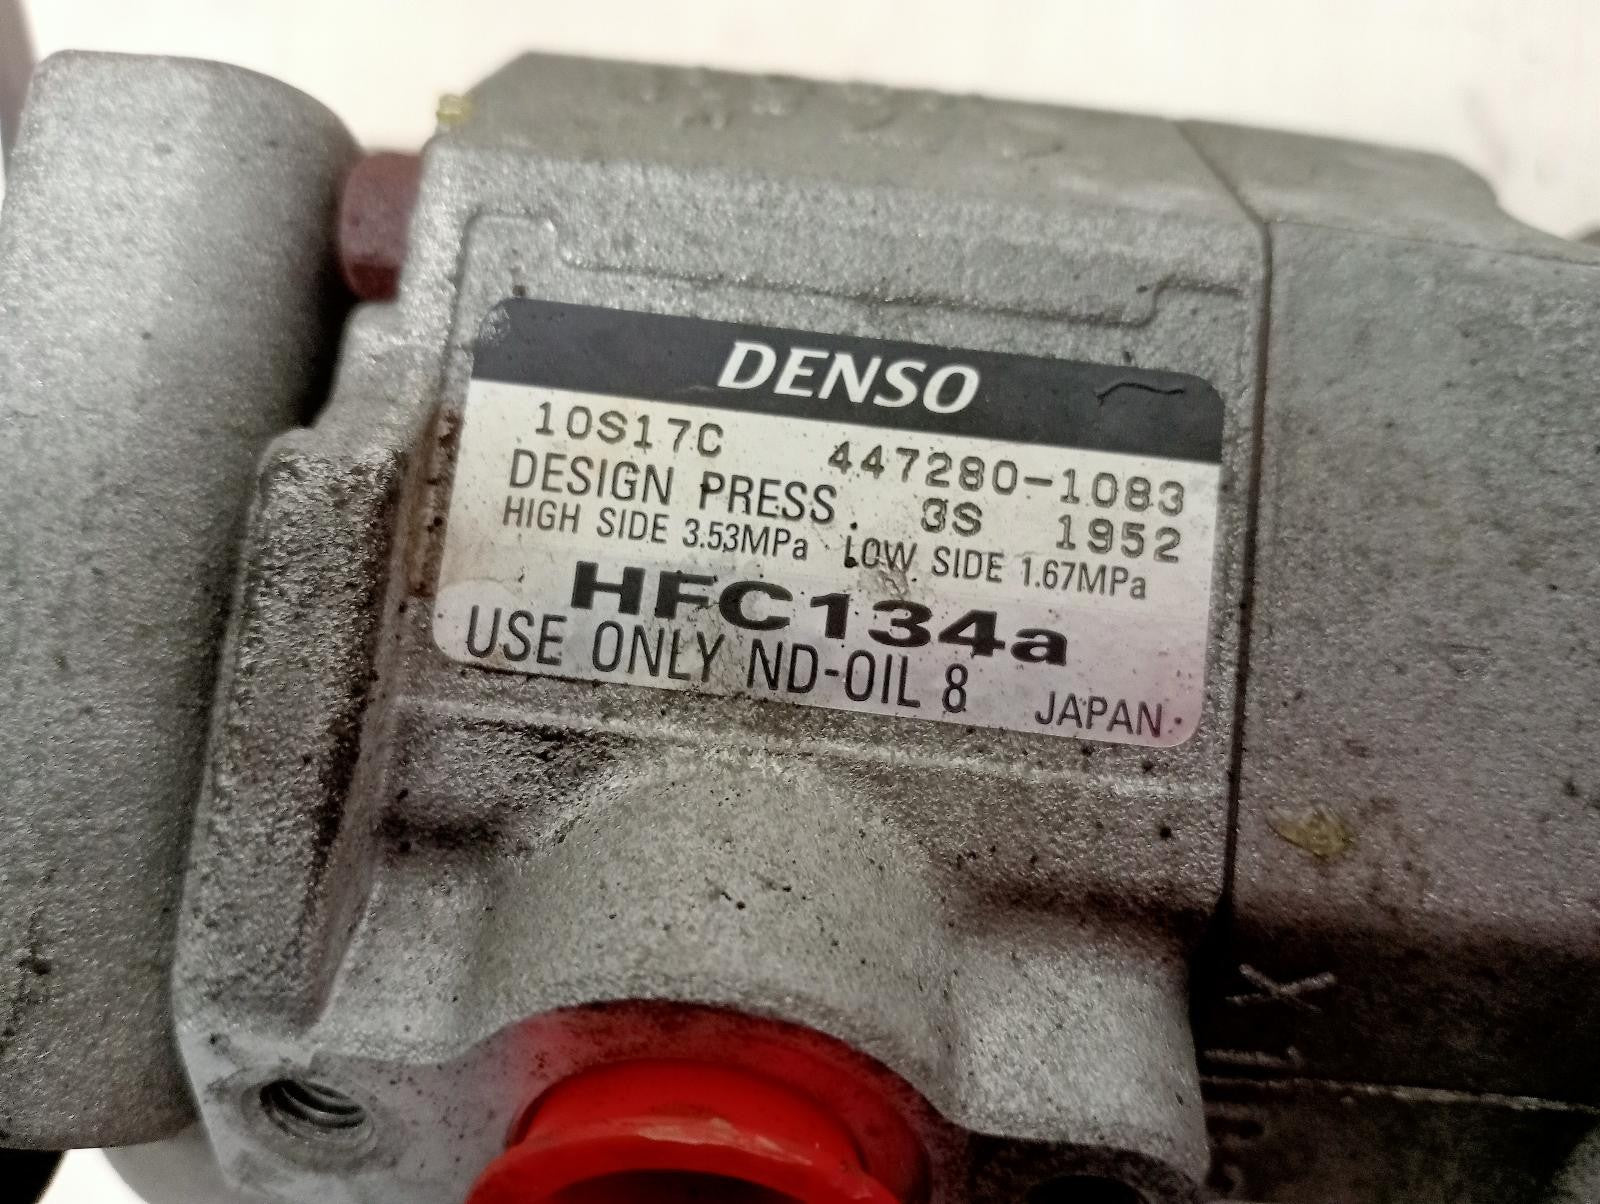 DENSO
10S17C 447280-1083
DESIGN PRESS. 3S 1952
HIGH SIDE 3.53MPa LOW SIDE 1.67MPa
HFC134a
USE ONLY ND-OIL 8 JAPAN